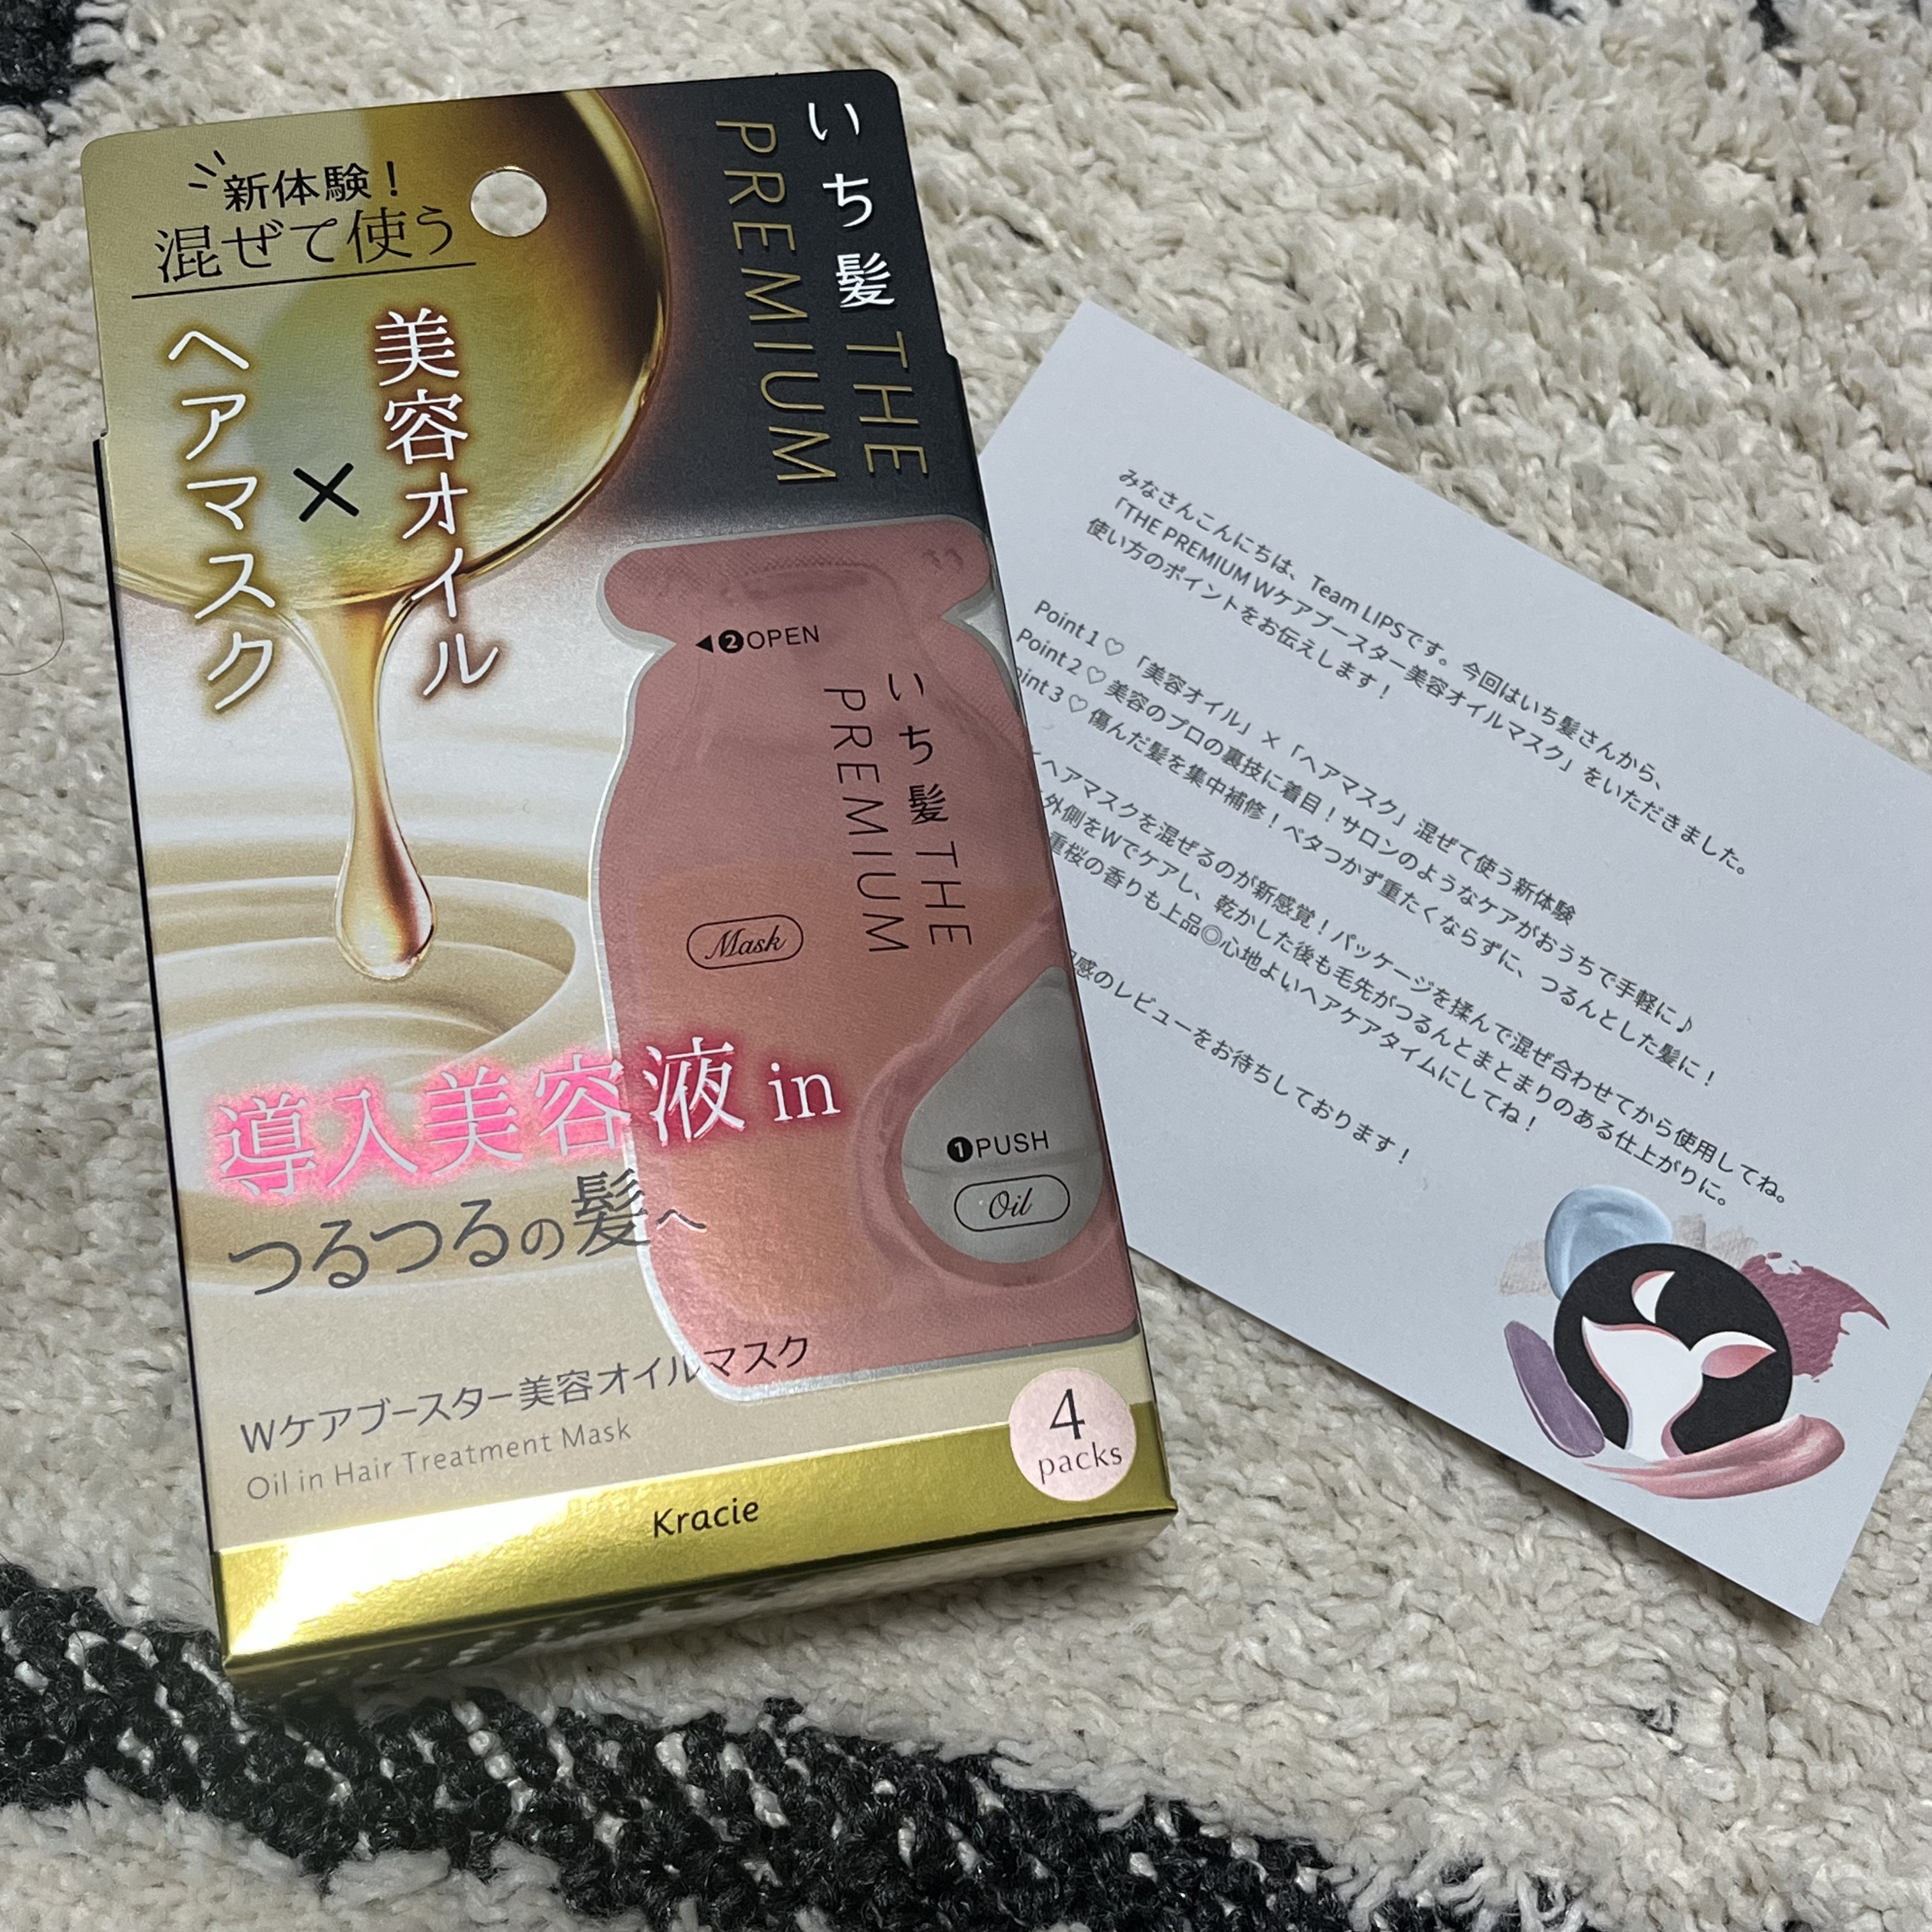 新体験！
混ぜて使う
美容オイル
×
ヘアマスク
いち髪 THE
PREMIUM
◀❷OPEN
いち髪 THE
PREMIUM
Mask
❶PUSH
Oil
導入美容液 in
つるつるの髪へ
Wケアブースター美容オイルマスク
Oil in Hair Treatment Mask
4
packs
Kracie
みなさんこんにちは、Team LIPSです。今回はいち髪さんから、
「THE PREMIUM Wケアブースター美容オイルマスク」をいただきました。
使い方のポイントをお伝えします！
Point 1 ♡ 「美容オイル」×「ヘアマスク」混ぜて使う新体験
Point 2 ♡ 美容のプロの裏技に着目！サロンのようなケアがおうちで手軽に♪
oint 3 ♡ 傷んだ髪を集中補修！ベタつかず重たくならずに、つるんとした髪に！
ヘアマスクを混ぜるのが新感覚！パッケージを揉んで混ぜ合わせてから使用してね。
外側をWでケアし、乾かした後も毛先がつるんとまとまりのある仕上がりに。
重桜の香りも上品◎心地よいヘアケアタイムにしてね！
感のレビューをお待ちしております！